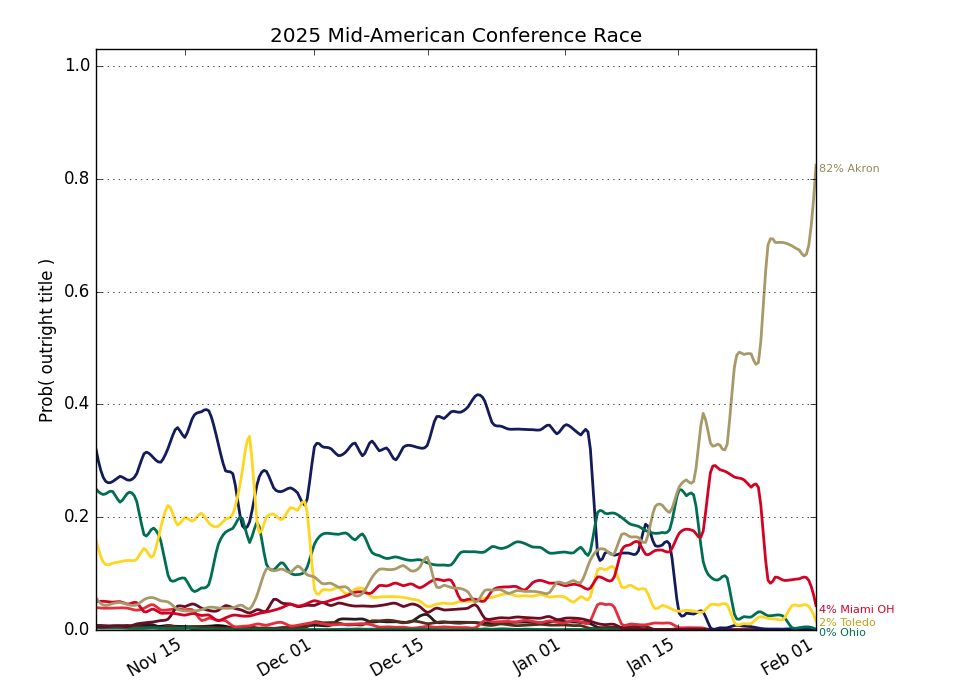 2025 Mid-American Conference Race
Prob( outright title )
1.0
0.8
0.6
0.4
0.2
0.0
Nov 15
Dec 01
Dec 15
Jan 01
Jan 15
Feb 01
82% Akron
4% Miami OH
2% Toledo
0% Ohio